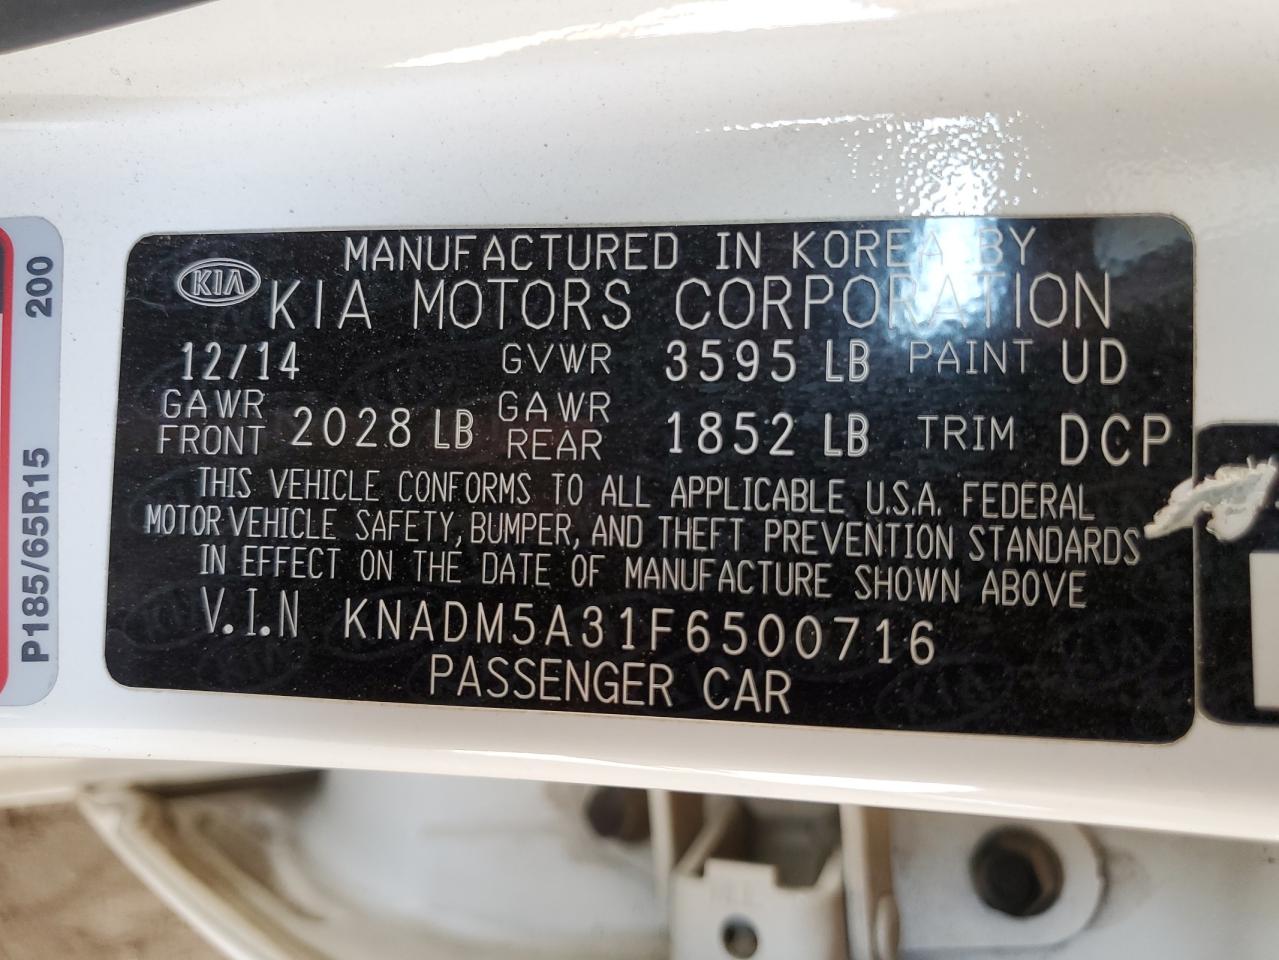 MANUFACTURED IN KOREA BY
KIA
KIA MOTORS CORPORATION
12/14 GVWR 3595 LB PAINT UD
GAWR FRONT 2028 LB GAWR REAR 1852 LB TRIM DCP
THIS VEHICLE CONFORMS TO ALL APPLICABLE U.S.A. FEDERAL
MOTOR VEHICLE SAFETY, BUMPER, AND THEFT PREVENTION STANDARDS
IN EFFECT ON THE DATE OF MANUFACTURE SHOWN ABOVE
V.I.N KNADM5A31F6500716
PASSENGER CAR
P185/65R15 200